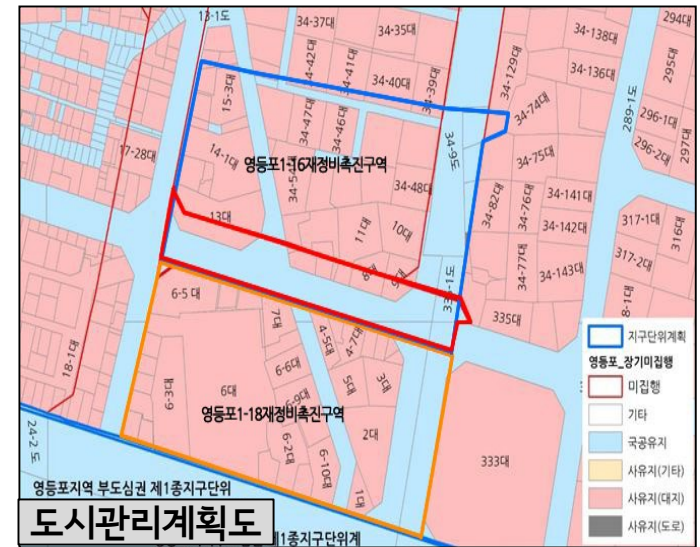 13-1도
34-37대
34-35대
34-138대
294대
34-42대
34-41대
34-40대
34-39대
34-129대
34-136대
295대
15-3대
34-47대
34-46대
34-74대
289-1도
296-1대
296-2대
297대
17-28대
14-1대
영등포1-16재정비촉진구역
34-9도
34-75대
34-48대
34-82대
34-76대
34-141대
34-142대
13대
11대
10대
317-1대
316대
317-2대
8대
9대
34-77대
34-143대
6-5 대
7대
335대
4-5대
4-7대
지구단위계획
영등포_장기미집행
18-1대
6-6대
미집행
6-3대
6대
5대
3대
기타
6-9대
영등포1-18재정비촉진구역
국공유지
24-2 도
6-2대
2대
사유지(기타)
6-10대
333대
영등포지역 부도심권 제1종지구단위
1대
사유지(대지)
도시관리계획도
제1종지구단위계
사유지(도로)